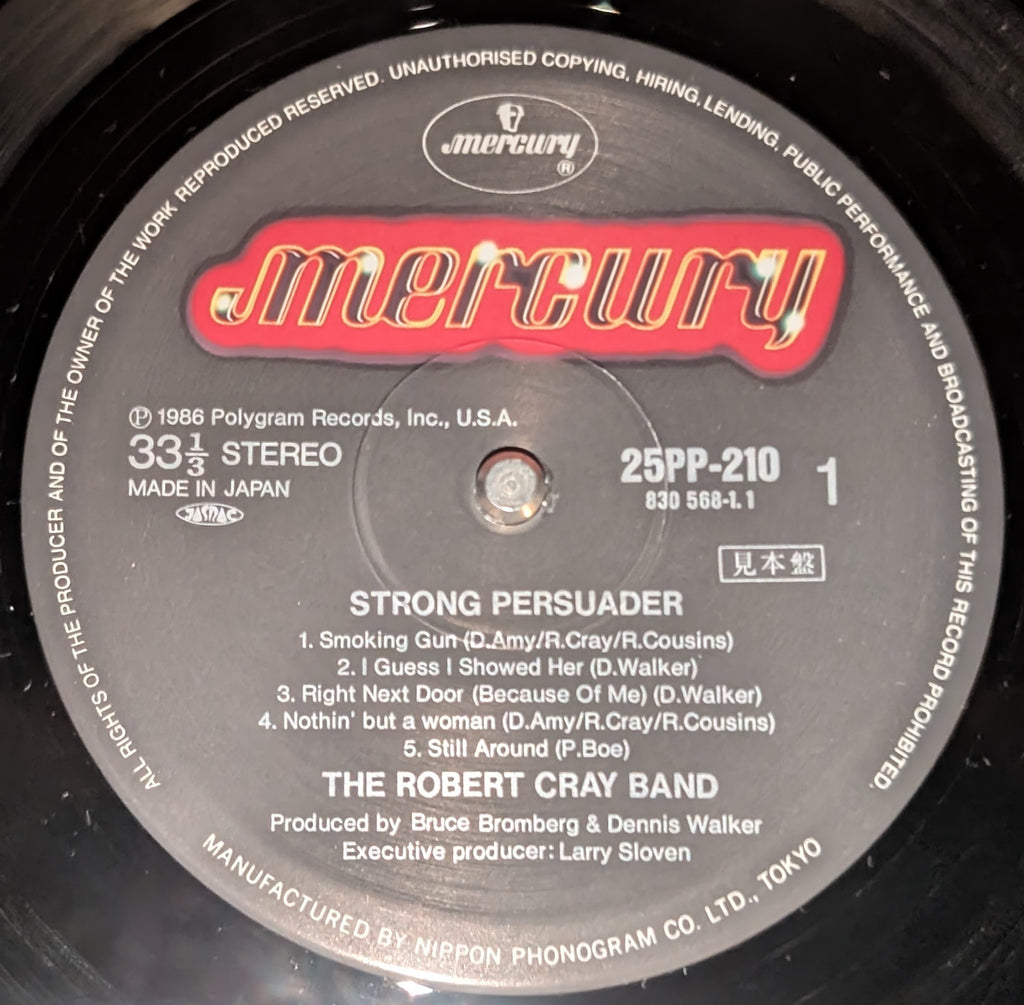 ALL RIGHTS OF THE PRODUCER AND OF THE OWNER OF THE WORK REPRODUCED RESERVED. UNAUTHORISED COPYING, HIRING, LENDING, PUBLIC PERFORMANCE AND BROADCASTING OF THIS RECORD PROHIBITED.
mercury
®
mercury
℗ 1986 Polygram Records, Inc., U.S.A.
33⅓ STEREO
MADE IN JAPAN
JASRAC
25PP-210 1
830 568-1.1
見本盤
STRONG PERSUADER
1. Smoking Gun (D.Amy/R.Cray/R.Cousins)
2. I Guess I Showed Her (D.Walker)
3. Right Next Door (Because Of Me) (D.Walker)
4. Nothin' but a woman (D.Amy/R.Cray/R.Cousins)
5. Still Around (P.Boe)
THE ROBERT CRAY BAND
Produced by Bruce Bromberg & Dennis Walker
Executive producer: Larry Sloven
MANUFACTURED BY NIPPON PHONOGRAM CO. LTD., TOKYO